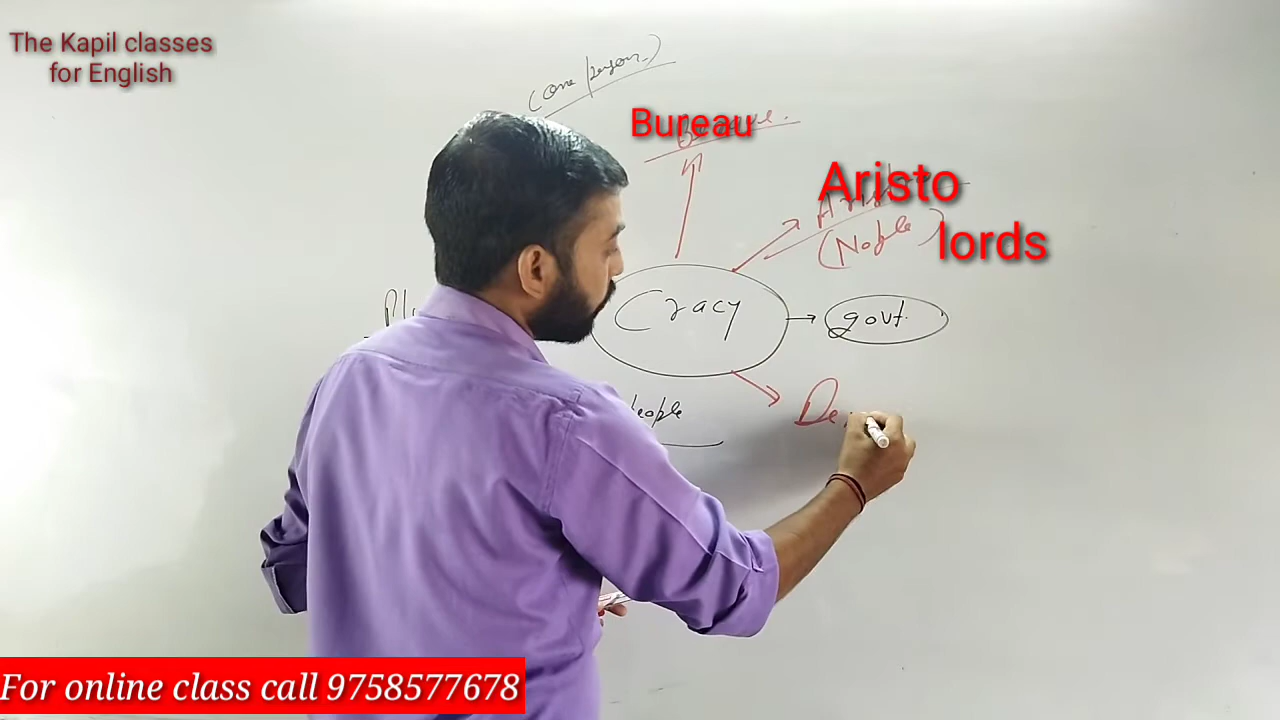 The Kapil classes
for English
(one person)
Bureau
Aristo
(Noble)
lords
Cracy
govt.
De
people
For online class call 9758577678